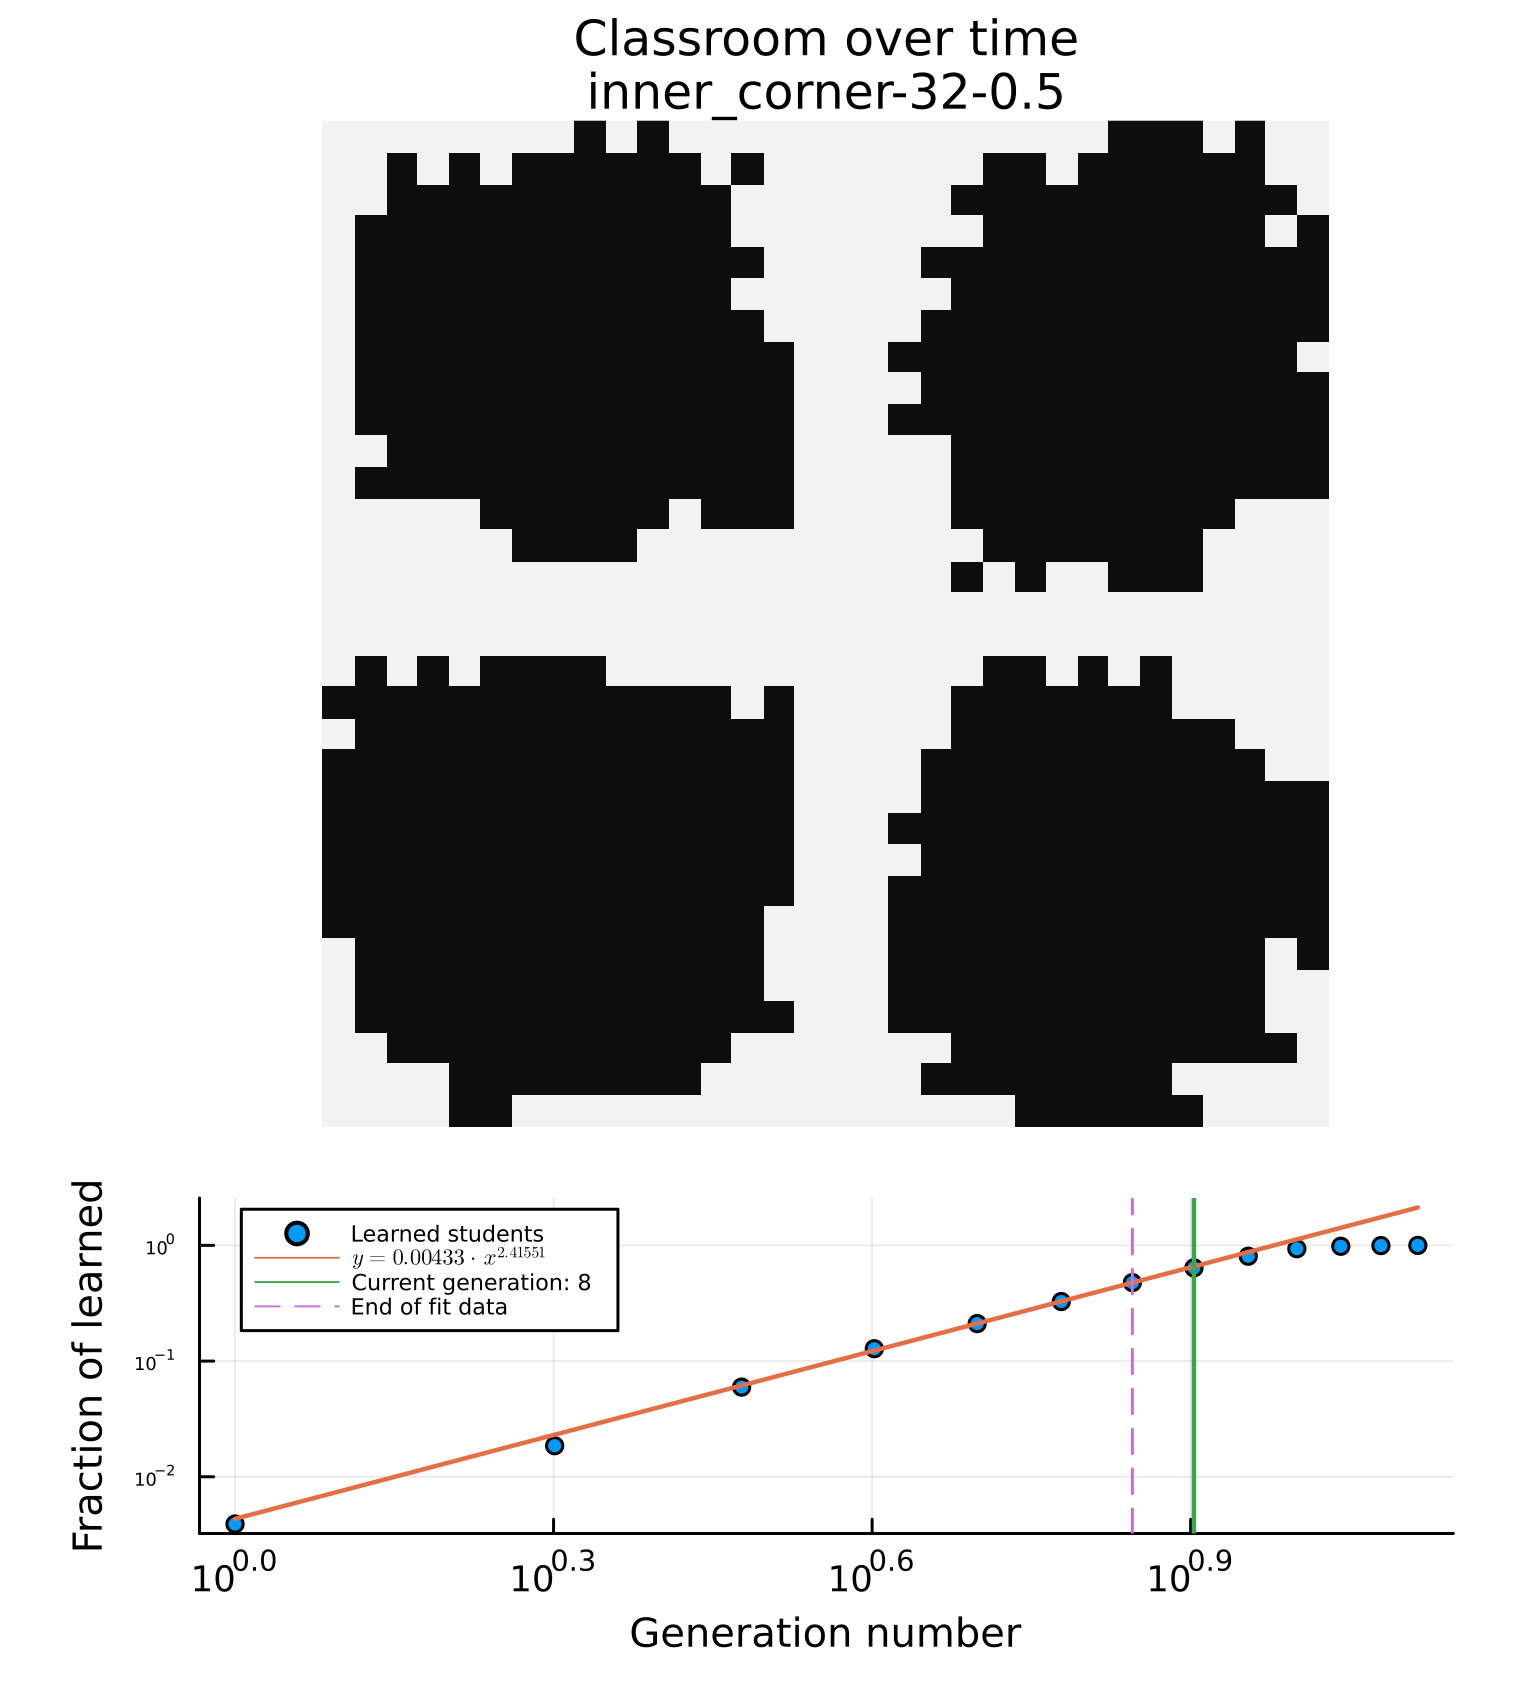 Classroom over time
inner_corner-32-0.5
Fraction of learned
10⁰
10⁻¹
10⁻²
Learned students
y = 0.00433 · x^2.41551
Current generation: 8
End of fit data
10^0.0 10^0.3 10^0.6 10^0.9
Generation number